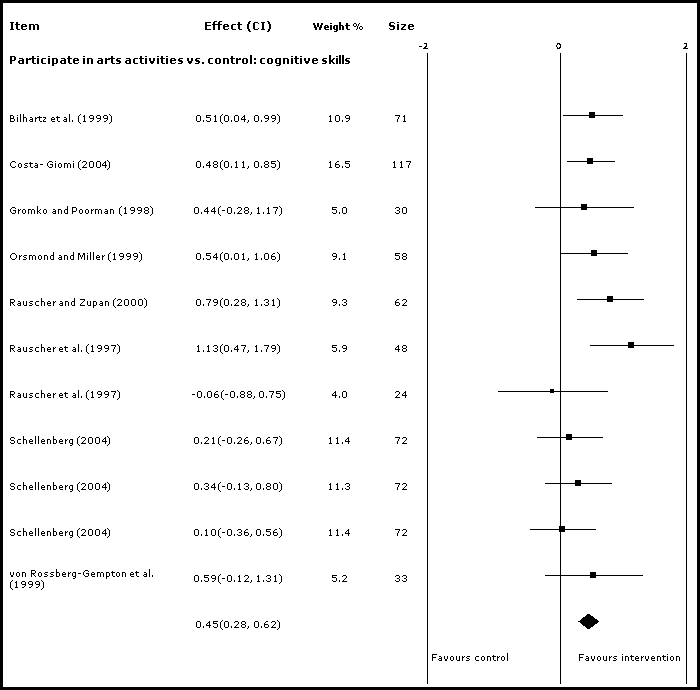 Item Effect (CI) Weight % Size
-2 0 2
Participate in arts activities vs. control: cognitive skills
Bilhartz et al. (1999) 0.51(0.04, 0.99) 10.9 71
Costa- Giomi (2004) 0.48(0.11, 0.85) 16.5 117
Gromko and Poorman (1998) 0.44(-0.28, 1.17) 5.0 30
Orsmond and Miller (1999) 0.54(0.01, 1.06) 9.1 58
Rauscher and Zupan (2000) 0.79(0.28, 1.31) 9.3 62
Rauscher et al. (1997) 1.13(0.47, 1.79) 5.9 48
Rauscher et al. (1997) -0.06(-0.88, 0.75) 4.0 24
Schellenberg (2004) 0.21(-0.26, 0.67) 11.4 72
Schellenberg (2004) 0.34(-0.13, 0.80) 11.3 72
Schellenberg (2004) 0.10(-0.36, 0.56) 11.4 72
von Rossberg-Gempton et al. 0.59(-0.12, 1.31) 5.2 33
(1999)
0.45(0.28, 0.62)
Favours control Favours intervention